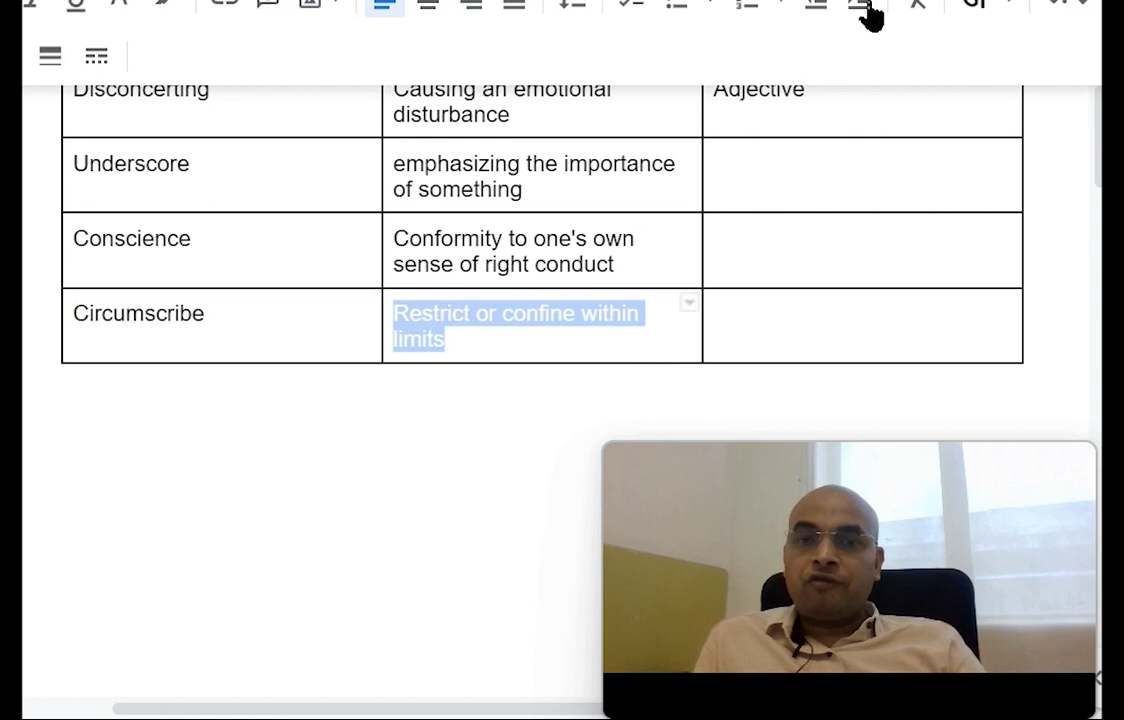 Disconcerting
Causing an emotional
disturbance
Adjective
Underscore
emphasizing the importance
of something
Conscience
Conformity to one's own
sense of right conduct
Circumscribe
Restrict or confine within
limits